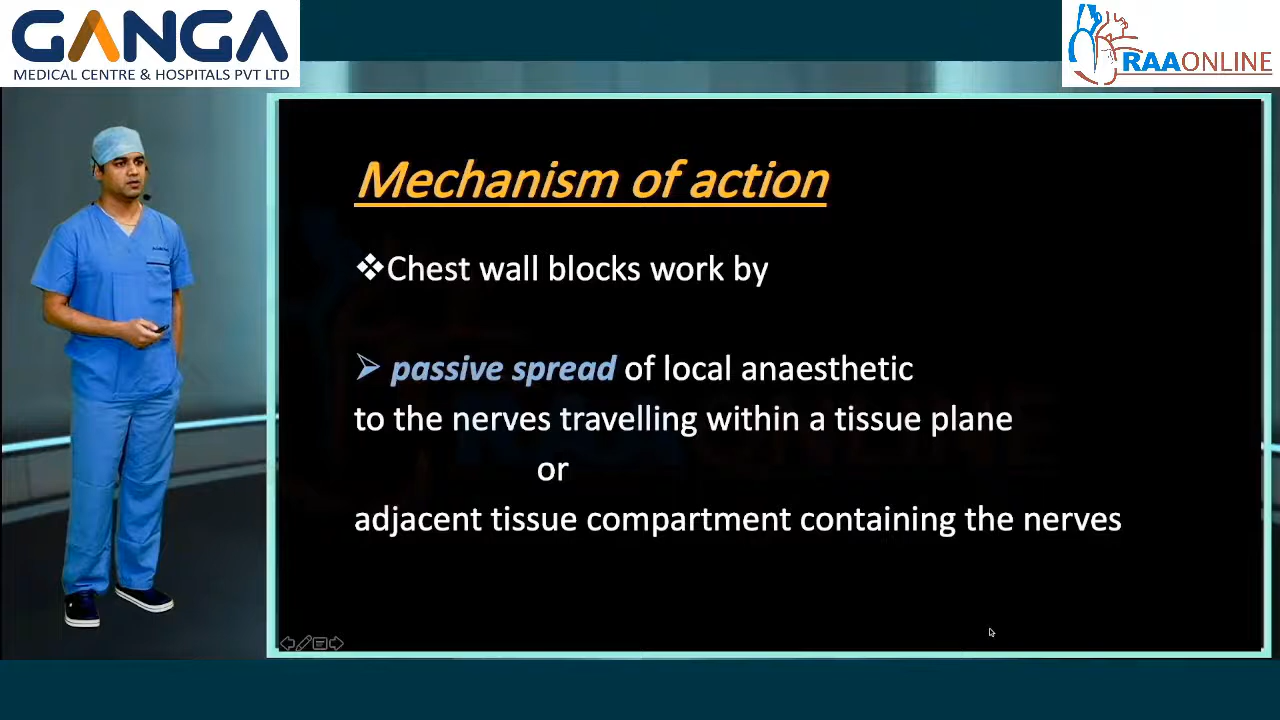 GANGA
MEDICAL CENTRE & HOSPITALS PVT LTD
RAAONLINE
Mechanism of action
❖Chest wall blocks work by
➢ passive spread of local anaesthetic
to the nerves travelling within a tissue plane
or
adjacent tissue compartment containing the nerves